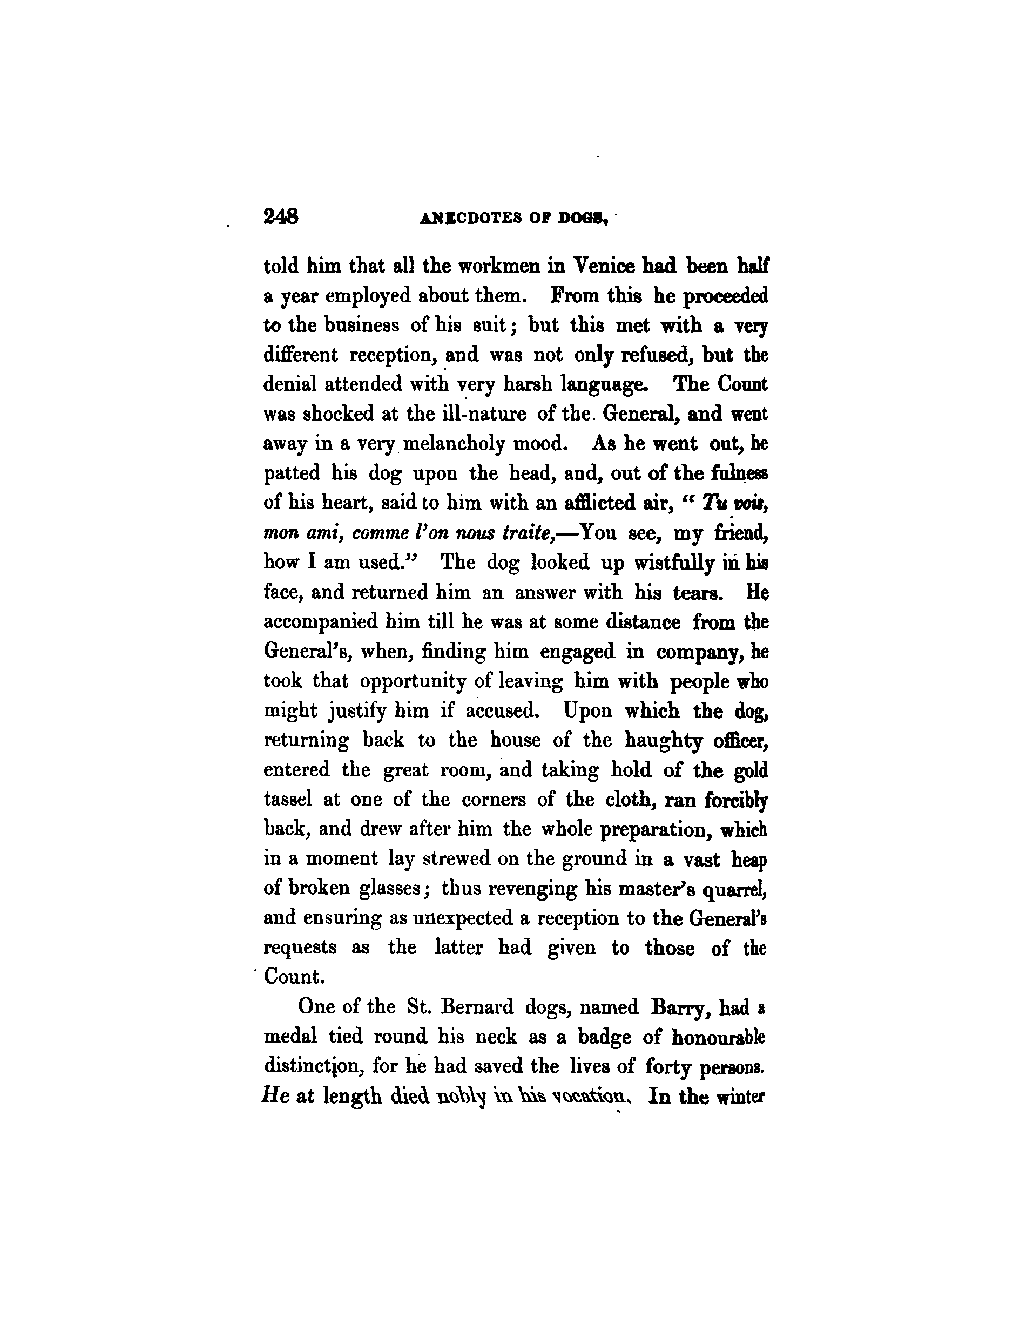 248 ANECDOTES OF DOGS,
told him that all the workmen in Venice had been half
a year employed about them. From this he proceeded
to the business of his suit; but this met with a very
different reception, and was not only refused, but the
denial attended with very harsh language. The Count
was shocked at the ill-nature of the General, and went
away in a very melancholy mood. As he went out, he
patted his dog upon the head, and, out of the fulness
of his heart, said to him with an afflicted air, “ Tu vois,
mon ami, comme l’on nous traite,—You see, my friend,
how I am used.” The dog looked up wistfully in his
face, and returned him an answer with his tears. He
accompanied him till he was at some distance from the
General’s, when, finding him engaged in company, he
took that opportunity of leaving him with people who
might justify him if accused. Upon which the dog,
returning back to the house of the haughty officer,
entered the great room, and taking hold of the gold
tassel at one of the corners of the cloth, ran forcibly
back, and drew after him the whole preparation, which
in a moment lay strewed on the ground in a vast heap
of broken glasses; thus revenging his master’s quarrel,
and ensuring as unexpected a reception to the General’s
requests as the latter had given to those of the
Count.
One of the St. Bernard dogs, named Barry, had a
medal tied round his neck as a badge of honourable
distinction, for he had saved the lives of forty persons.
He at length died nobly in his vocation. In the winter